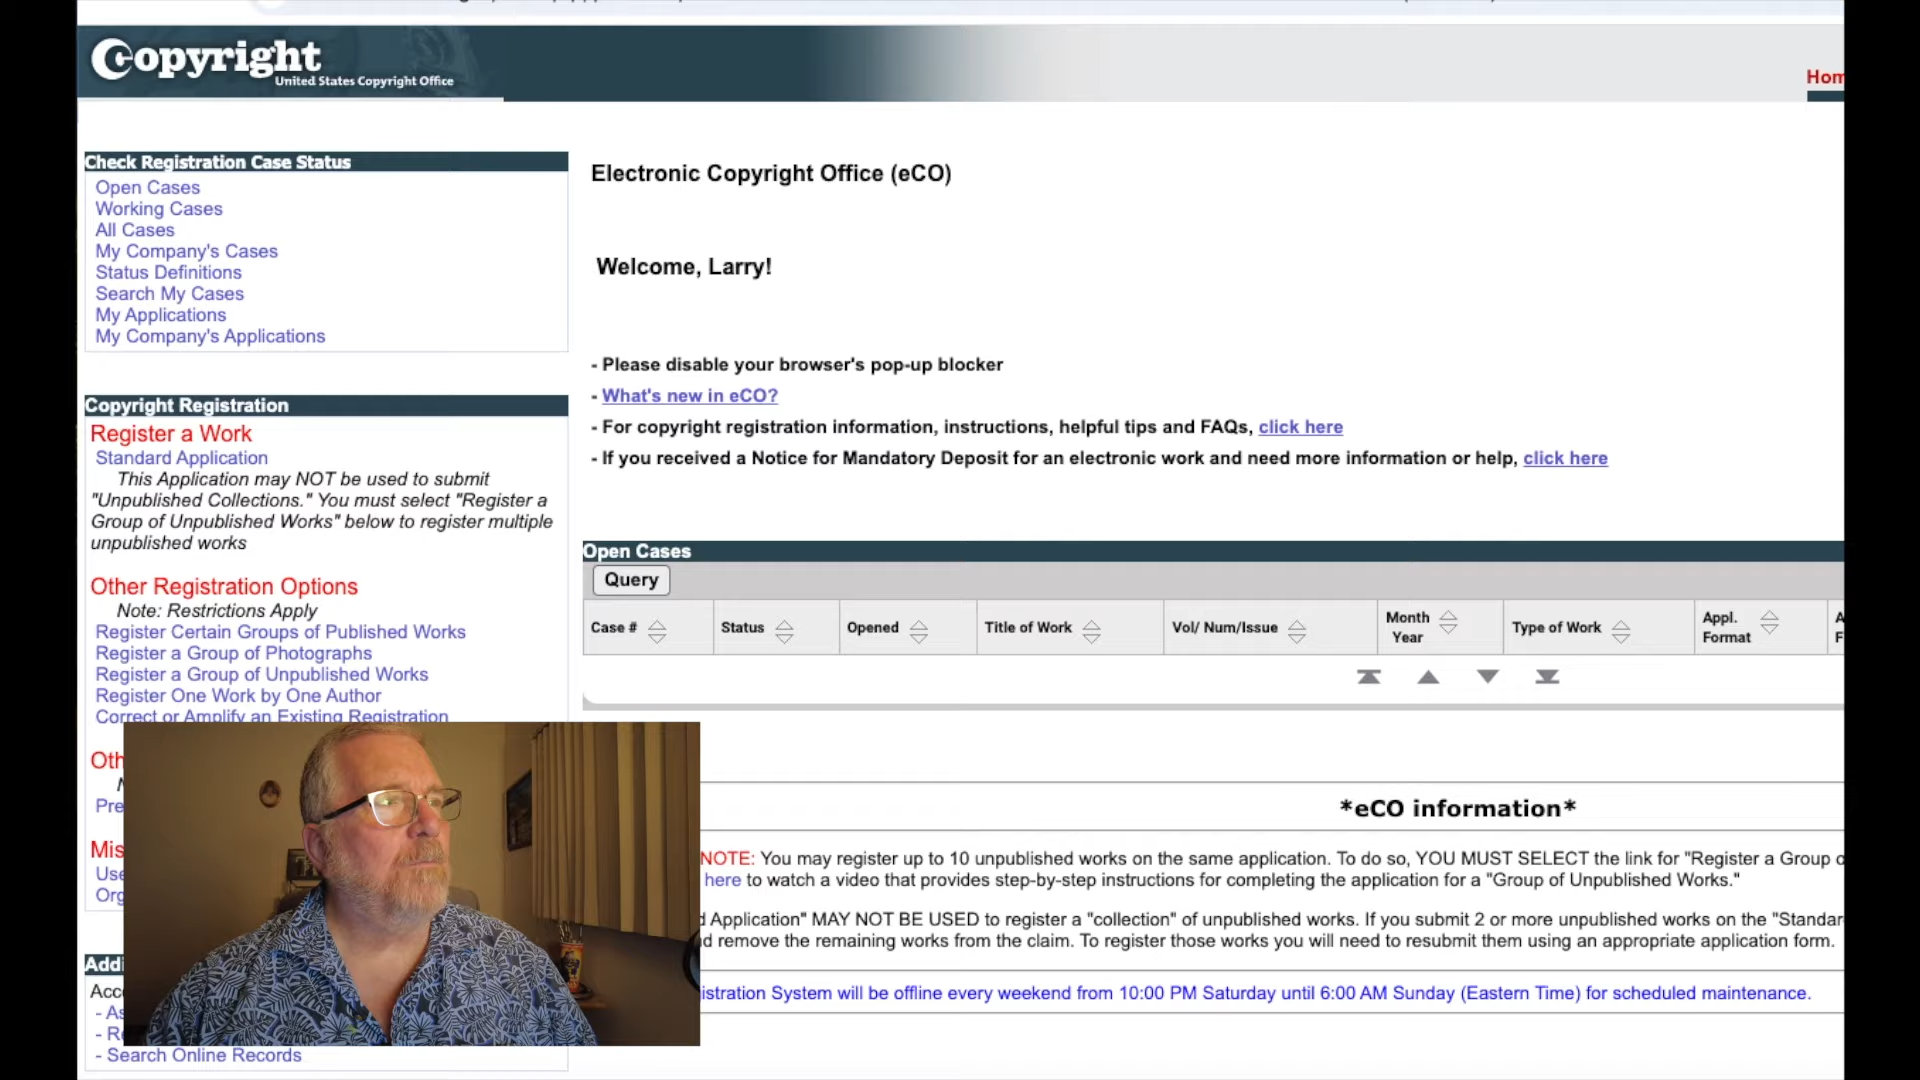 Copyright
United States Copyright Office
Hom
Check Registration Case Status
Open Cases
Working Cases
All Cases
My Company's Cases
Status Definitions
Search My Cases
My Applications
My Company's Applications
Copyright Registration
Register a Work
Standard Application
This Application may NOT be used to submit
"Unpublished Collections." You must select "Register a
Group of Unpublished Works" below to register multiple
unpublished works
Other Registration Options
Note: Restrictions Apply
Register Certain Groups of Published Works
Register a Group of Photographs
Register a Group of Unpublished Works
Register One Work by One Author
Correct or Amplify an Existing Registration
Oth
Pre
Mis
Use
Org
Addi
Acc
- As
- Re
- Search Online Records
Electronic Copyright Office (eCO)
Welcome, Larry!
- Please disable your browser's pop-up blocker
- What's new in eCO?
- For copyright registration information, instructions, helpful tips and FAQs, click here
- If you received a Notice for Mandatory Deposit for an electronic work and need more information or help, click here
Open Cases
Query
Case #
Status
Opened
Title of Work
Vol/ Num/Issue
Month
Year
Type of Work
Appl.
Format
A
F
*eCO information*
NOTE: You may register up to 10 unpublished works on the same application. To do so, YOU MUST SELECT the link for "Register a Group o
here to watch a video that provides step-by-step instructions for completing the application for a "Group of Unpublished Works."
d Application" MAY NOT BE USED to register a "collection" of unpublished works. If you submit 2 or more unpublished works on the "Standar
d remove the remaining works from the claim. To register those works you will need to resubmit them using an appropriate application form.
istration System will be offline every weekend from 10:00 PM Saturday until 6:00 AM Sunday (Eastern Time) for scheduled maintenance.